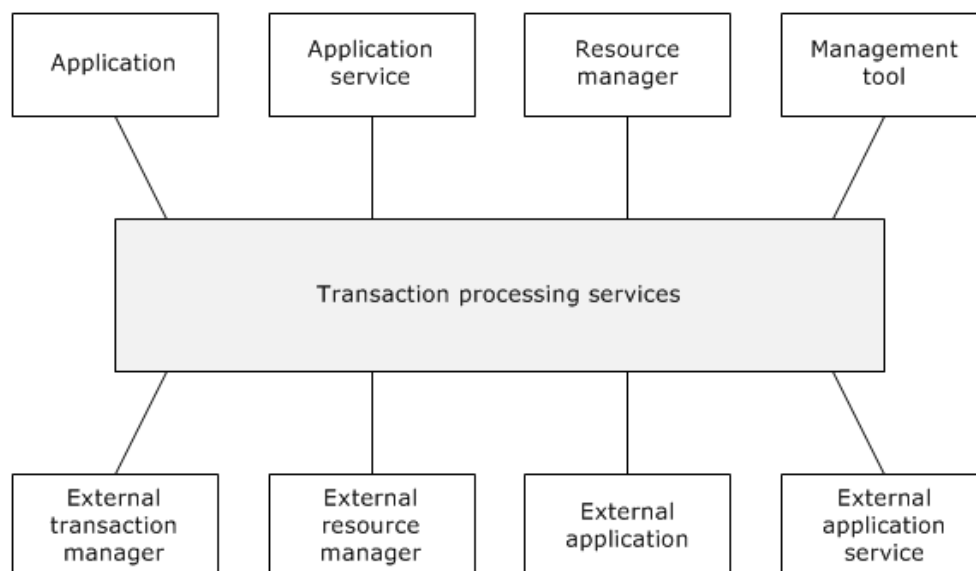 Application
Application
service
Resource
manager
Management
tool
Transaction processing services
External
transaction
manager
External
resource
manager
External
application
External
application
service